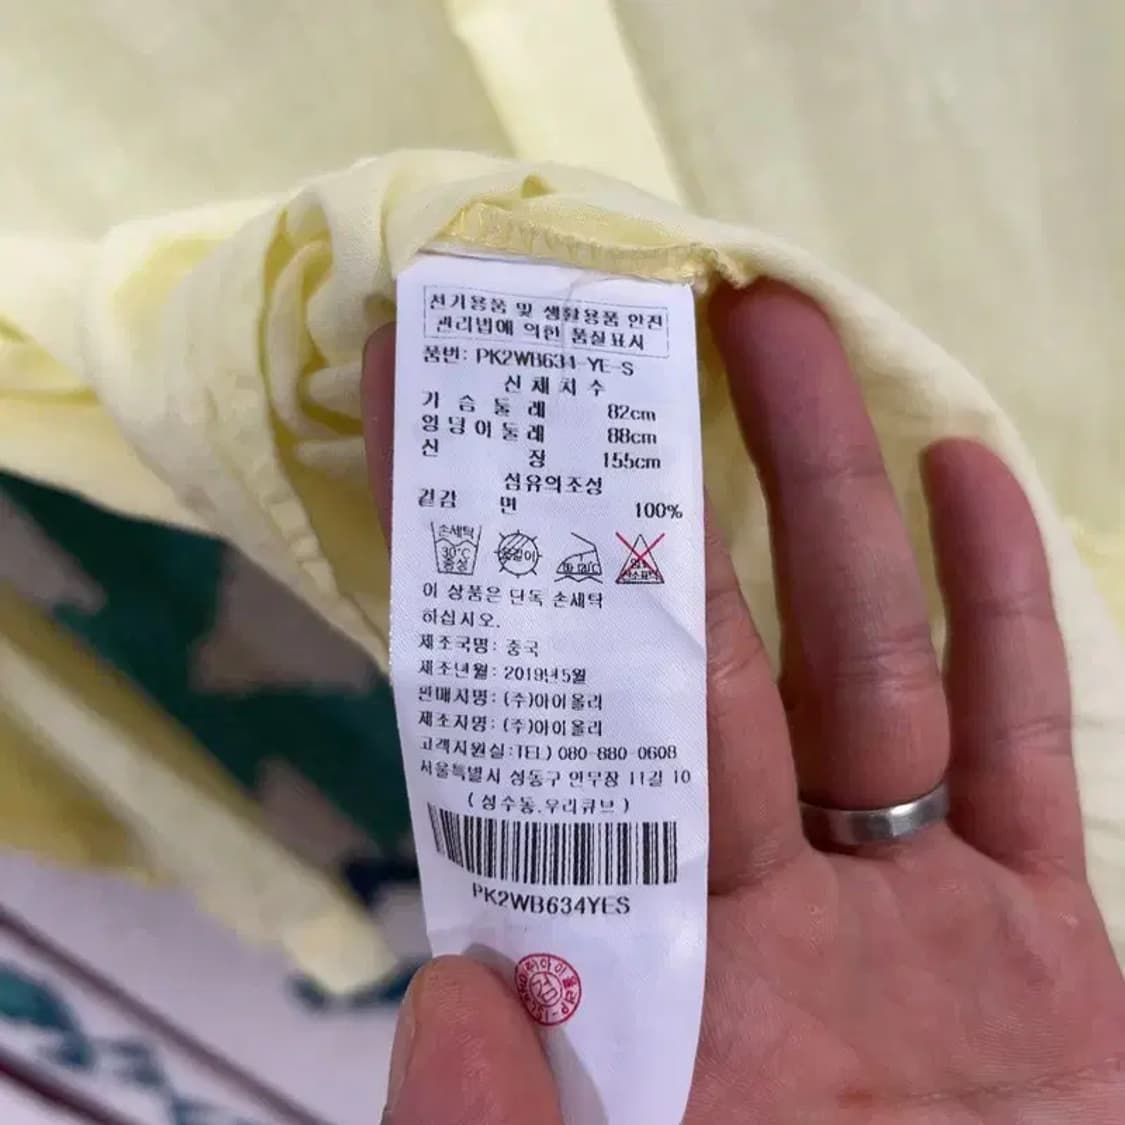 전기용품 및 생활용품 안전
관리법에 의한 품질표시
품번: PK2WB634-YE-S
신체치수
가슴둘레 82cm
엉덩이둘레 88cm
신장 155cm
섬유의조성
겉감 면 100%
손세탁
30℃
중성
이 상품은 단독 손세탁
하십시오.
제조국명: 중국
제조년월: 2019년5월
판매자명: (주)아이올리
제조자명: (주)아이올리
고객지원실:TEL) 080-880-0608
서울특별시 성동구 연무장 11길 10
(성수동.우리큐브)
PK2WB634YES